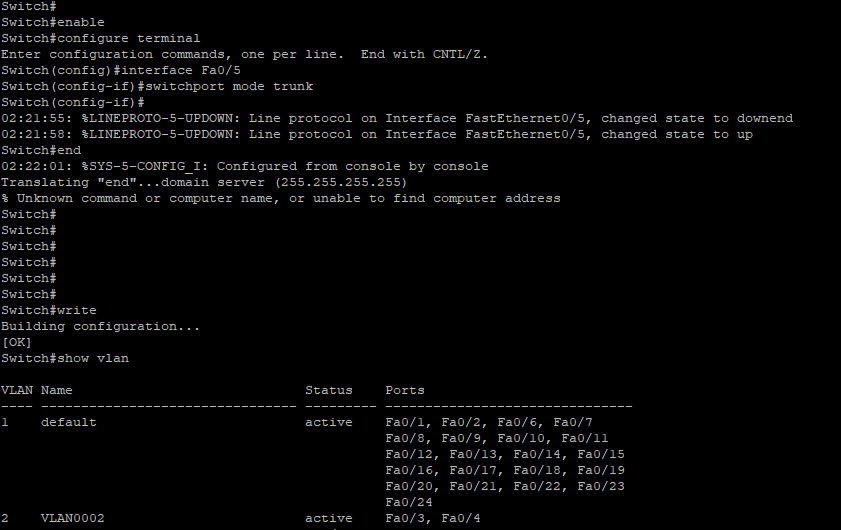 Switch#
Switch#enable
Switch#configure terminal
Enter configuration commands, one per line.  End with CNTL/Z.
Switch(config)#interface Fa0/5
Switch(config-if)#switchport mode trunk
Switch(config-if)#
02:21:55: %LINEPROTO-5-UPDOWN: Line protocol on Interface FastEthernet0/5, changed state to downend
02:21:58: %LINEPROTO-5-UPDOWN: Line protocol on Interface FastEthernet0/5, changed state to up
Switch#end
02:22:01: %SYS-5-CONFIG_I: Configured from console by console
Translating "end"...domain server (255.255.255.255)
% Unknown command or computer name, or unable to find computer address
Switch#
Switch#
Switch#
Switch#
Switch#
Switch#
Switch#write
Building configuration...
[OK]
Switch#show vlan

VLAN Name                             Status    Ports
---- -------------------------------- --------- -------------------------------
1    default                          active    Fa0/1, Fa0/2, Fa0/6, Fa0/7
                                                Fa0/8, Fa0/9, Fa0/10, Fa0/11
                                                Fa0/12, Fa0/13, Fa0/14, Fa0/15
                                                Fa0/16, Fa0/17, Fa0/18, Fa0/19
                                                Fa0/20, Fa0/21, Fa0/22, Fa0/23
                                                Fa0/24
2    VLAN0002                         active    Fa0/3, Fa0/4